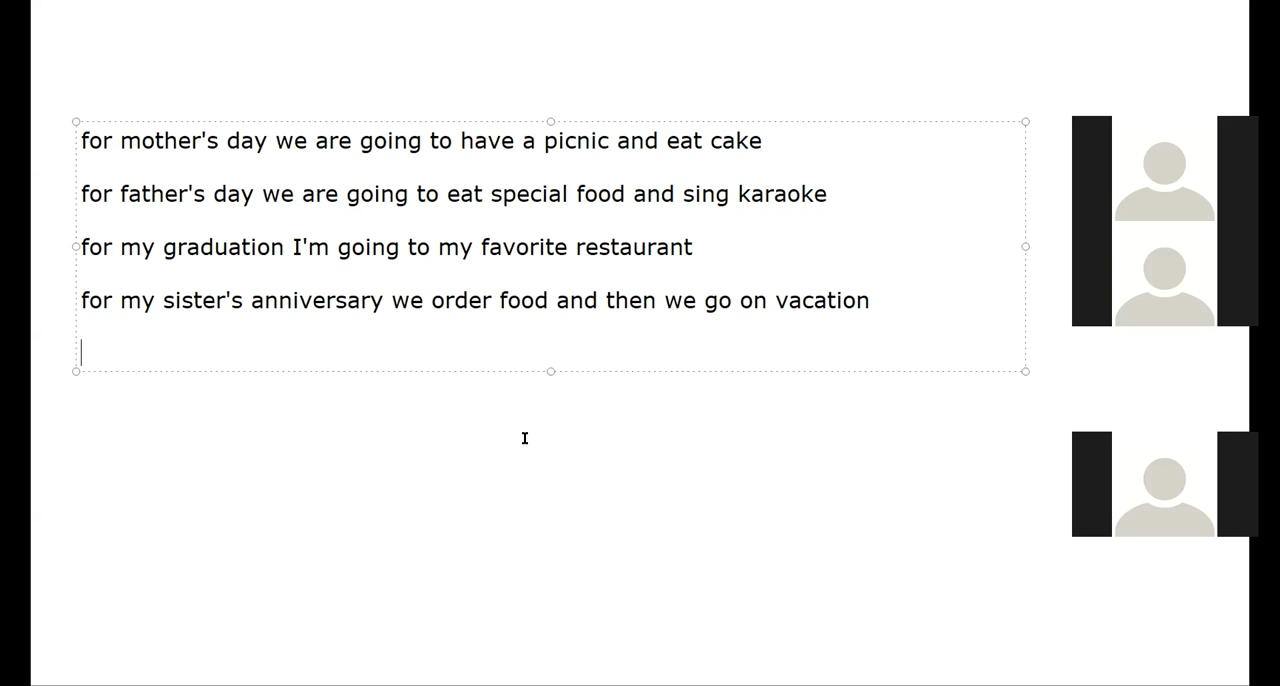 for mother's day we are going to have a picnic and eat cake
for father's day we are going to eat special food and sing karaoke
for my graduation I'm going to my favorite restaurant
for my sister's anniversary we order food and then we go on vacation